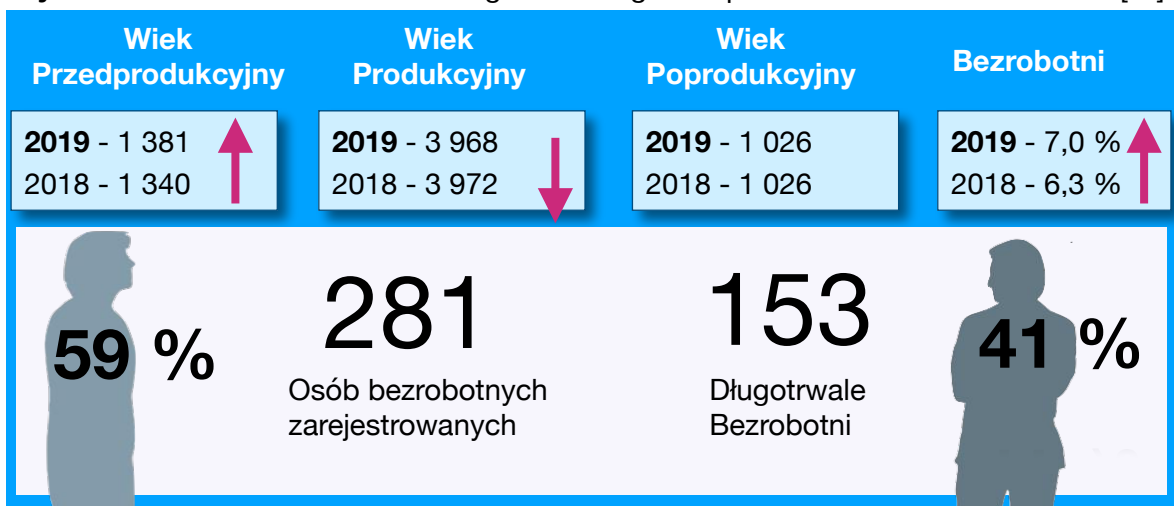 Wiek
Przedprodukcyjny
Wiek
Produkcyjny
Wiek
Poprodukcyjny
Bezrobotni
2019 - 1 381
2018 - 1 340
2019 - 3 968
2018 - 3 972
2019 - 1 026
2018 - 1 026
2019 - 7,0 %
2018 - 6,3 %
59 %
281
Osób bezrobotnych
zarejestrowanych
153
Długotrwale
Bezrobotni
41 %